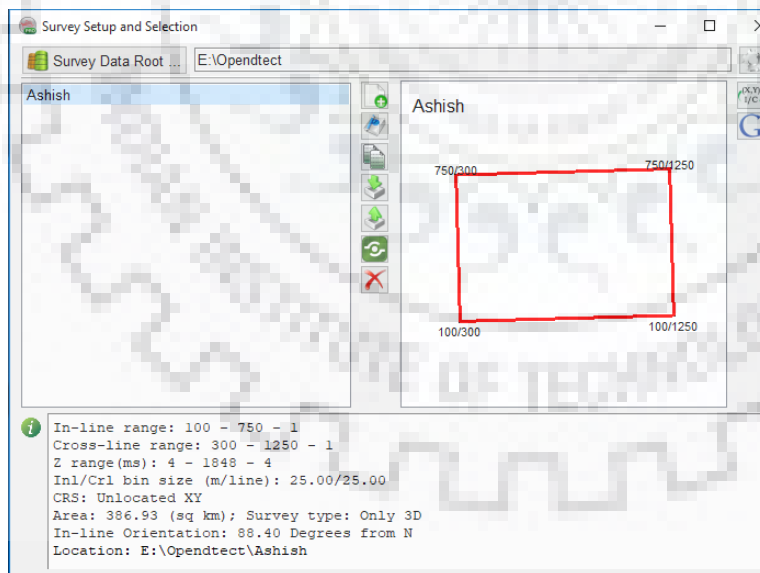 Survey Setup and Selection
Survey Data Root ... E:\Opendtect
Ashish
Ashish
750/300 750/1250
100/300 100/1250
(X,Y)
I/C
G
In-line range: 100 - 750 - 1
Cross-line range: 300 - 1250 - 1
Z range(ms): 4 - 1848 - 4
Inl/Crl bin size (m/line): 25.00/25.00
CRS: Unlocated XY
Area: 386.93 (sq km); Survey type: Only 3D
In-line Orientation: 88.40 Degrees from N
Location: E:\Opendtect\Ashish